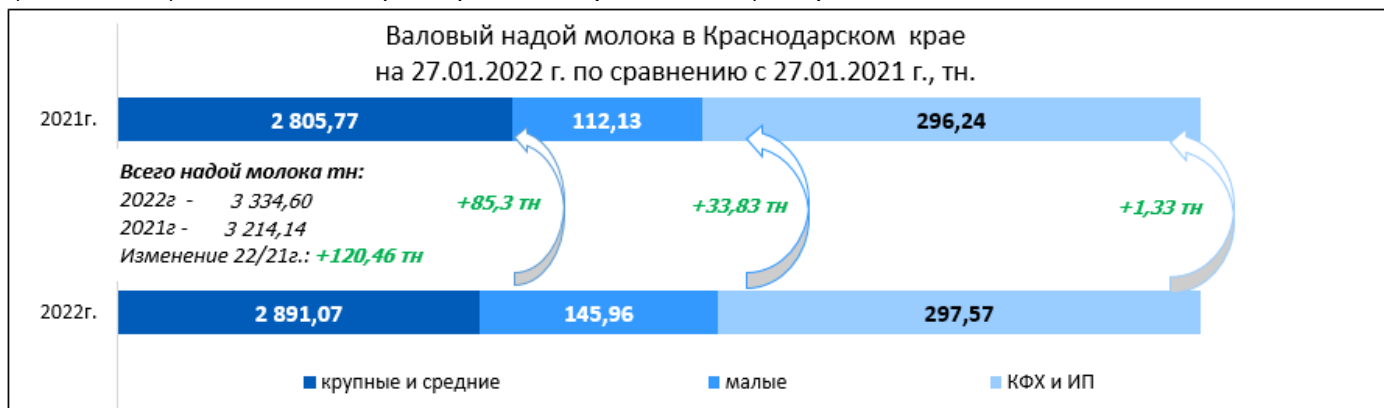 Валовый надой молока в Краснодарском  крае
на 27.01.2022 г. по сравнению с 27.01.2021 г., тн.
2021г.
2 805,77
112,13
296,24
Всего надой молока тн:
2022г  -     3 334,60
2021г -     3 214,14
Изменение 22/21г.: +120,46 тн
+85,3 тн
+33,83 тн
+1,33 тн
2022г.
2 891,07
145,96
297,57
крупные и средние
малые
КФХ и ИП